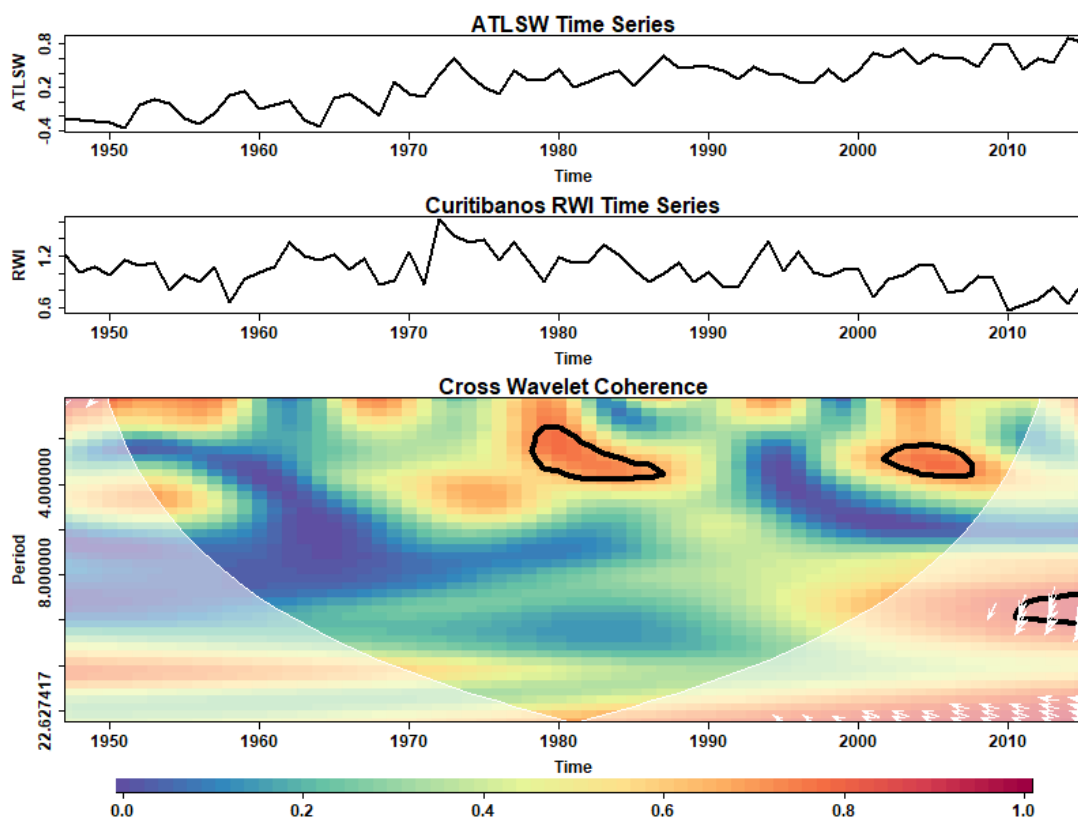 ATLSW Time Series
ATLSW
0.8
0.2
-0.4
1950 1960 1970 1980 1990 2000 2010
Time
Curitibanos RWI Time Series
RWI
1.2
0.6
1950 1960 1970 1980 1990 2000 2010
Time
Cross Wavelet Coherence
Period
4.0000000
8.0000000
22.627417
1950 1960 1970 1980 1990 2000 2010
Time
0.0 0.2 0.4 0.6 0.8 1.0